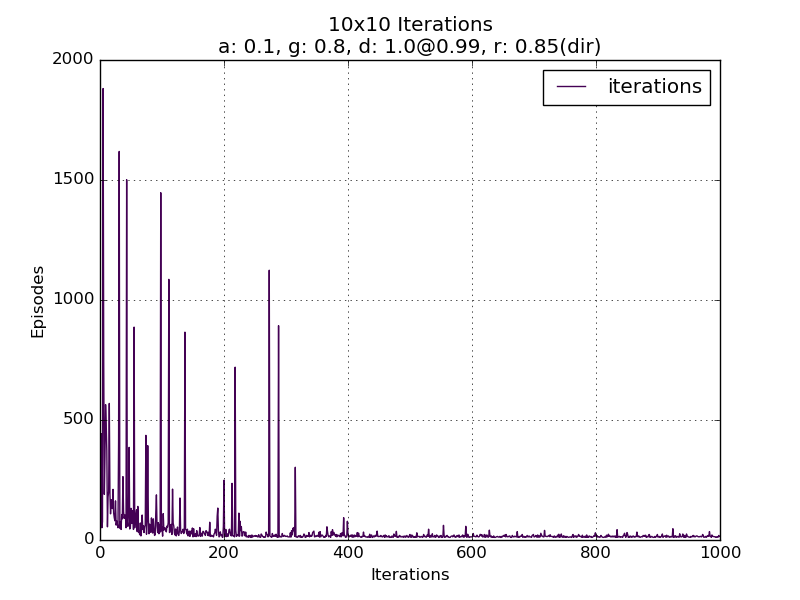 10x10 Iterations
a: 0.1, g: 0.8, d: 1.0@0.99, r: 0.85(dir)
iterations
2000
1500
1000
500
0
Episodes
0 200 400 600 800 1000
Iterations